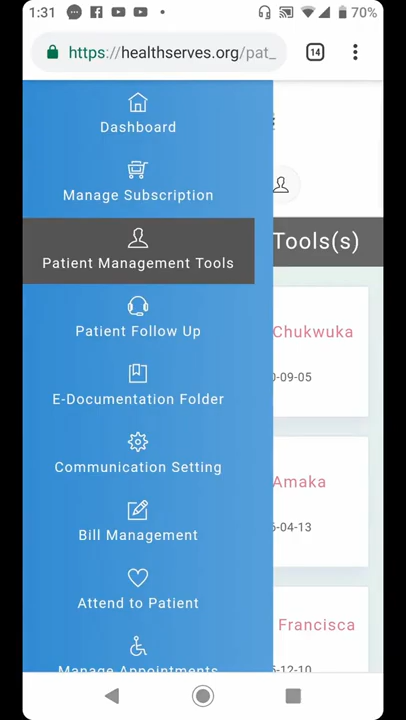 1:31
70%
https://healthserves.org/pat_
14
Dashboard
Manage Subscription
Patient Management Tools
Tools(s)
Patient Follow Up
Chukwuka
0-09-05
E-Documentation Folder
Communication Setting
Amaka
6-04-13
Bill Management
Attend to Patient
Francisca
6-12-10
Manage Appointments